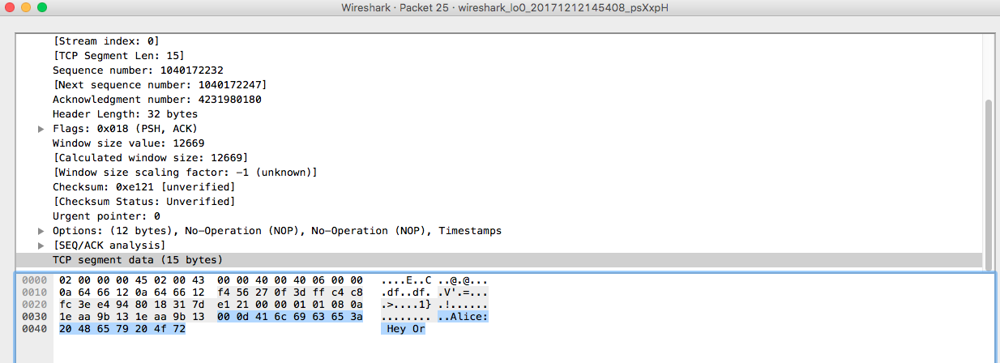 Wireshark · Packet 25 · wireshark_lo0_20171212145408_psXxpH
[Stream index: 0]
[TCP Segment Len: 15]
Sequence number: 1040172232
[Next sequence number: 1040172247]
Acknowledgment number: 4231980180
Header Length: 32 bytes
Flags: 0x018 (PSH, ACK)
Window size value: 12669
[Calculated window size: 12669]
[Window size scaling factor: -1 (unknown)]
Checksum: 0xe121 [unverified]
[Checksum Status: Unverified]
Urgent pointer: 0
Options: (12 bytes), No-Operation (NOP), No-Operation (NOP), Timestamps
[SEQ/ACK analysis]
TCP segment data (15 bytes)
0000 02 00 00 00 45 02 00 43 00 00 40 00 40 06 00 00 ....E..C ..@.@...
0010 0a 64 66 12 0a 64 66 12 f4 56 27 0f 3d ff c4 c8 .df..df. .V'.=...
0020 fc 3e e4 94 80 18 31 7d e1 21 00 00 01 01 08 0a .>....1} .!......
0030 1e aa 9b 13 1e aa 9b 13 00 0d 41 6c 69 63 65 3a ........ ..Alice:
0040 20 48 65 79 20 4f 72 Hey Or